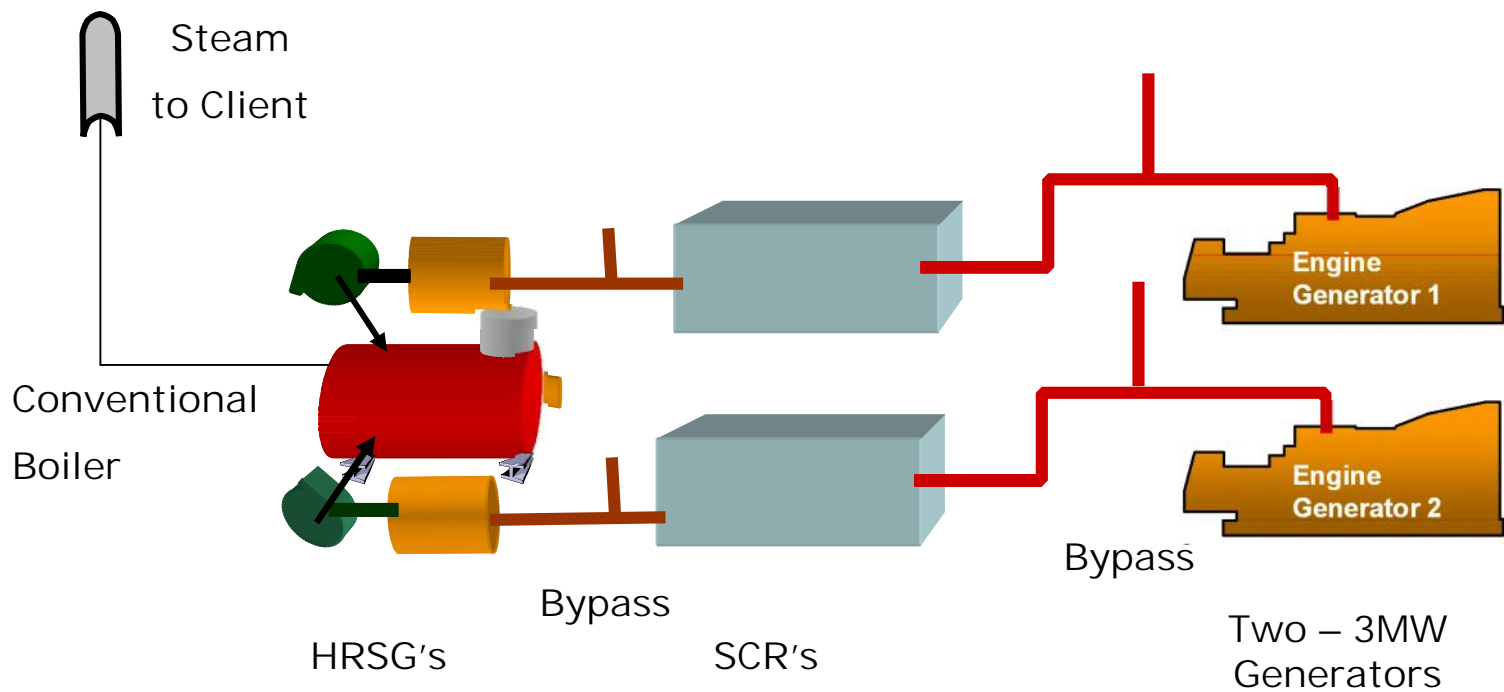 Steam
to Client
Engine
Generator 1
Conventional
Boiler
Engine
Generator 2
Bypass
Bypass
HRSG's
SCR's
Two – 3MW
Generators